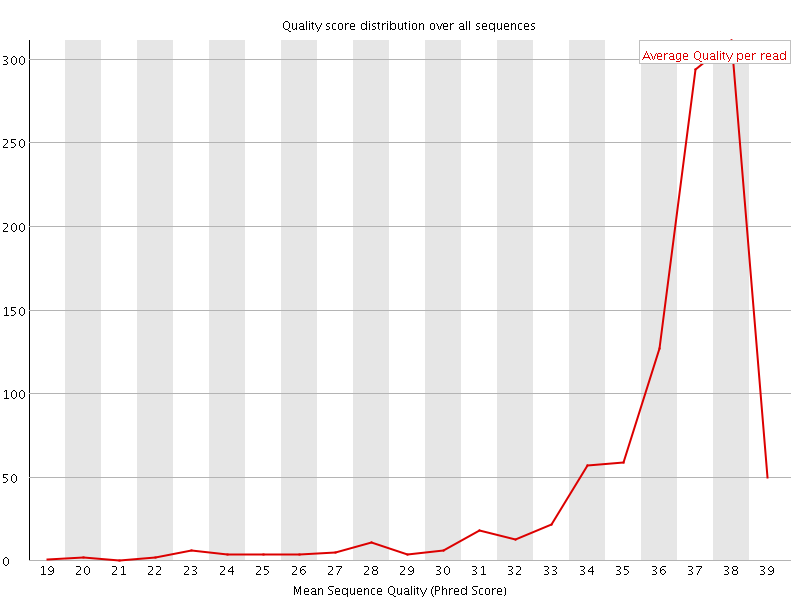 Quality score distribution over all sequences
Average Quality per read
300
250
200
150
100
50
0
19 20 21 22 23 24 25 26 27 28 29 30 31 32 33 34 35 36 37 38 39
Mean Sequence Quality (Phred Score)